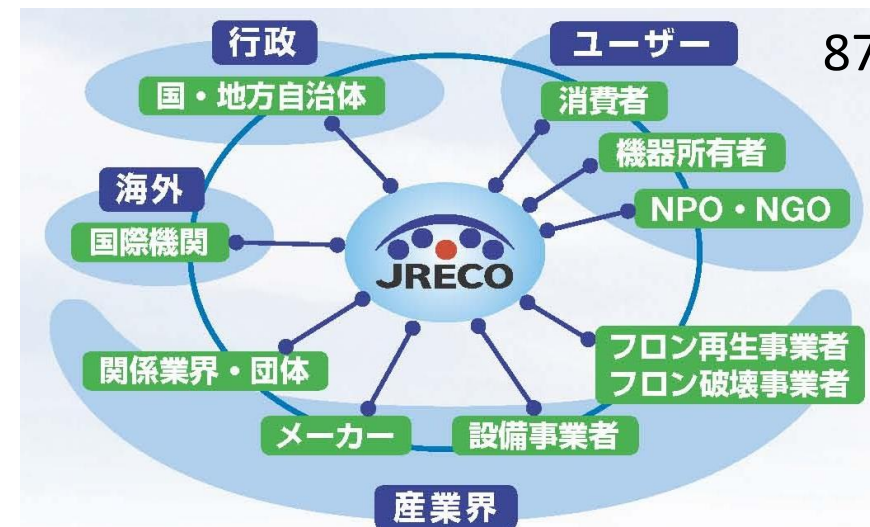 行政
国・地方自治体
ユーザー
87
消費者
機器所有者
NPO・NGO
海外
国際機関
JRECO
関係業界・団体
フロン再生事業者
フロン破壊事業者
メーカー
設備事業者
産業界